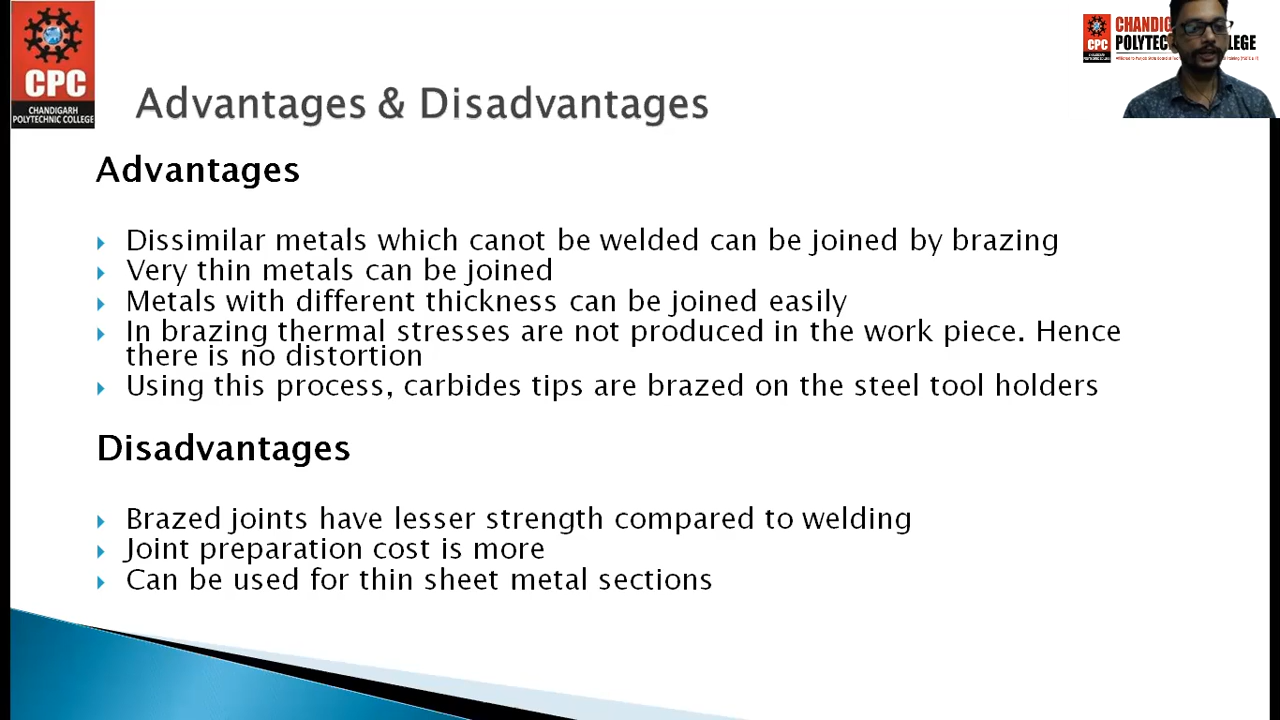 CPC
CHANDIGARH
POLYTECHNIC COLLEGE
CPC
Advantages & Disadvantages
Advantages
Dissimilar metals which canot be welded can be joined by brazing
Very thin metals can be joined
Metals with different thickness can be joined easily
In brazing thermal stresses are not produced in the work piece. Hence
there is no distortion
Using this process, carbides tips are brazed on the steel tool holders
Disadvantages
Brazed joints have lesser strength compared to welding
Joint preparation cost is more
Can be used for thin sheet metal sections